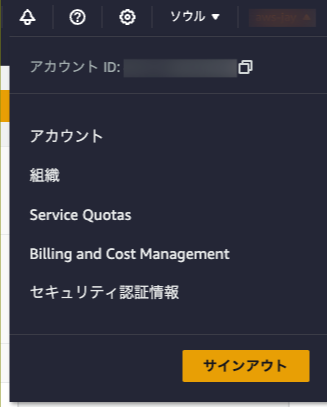 ソウル ▼
アカウント ID:
アカウント
組織
Service Quotas
Billing and Cost Management
セキュリティ認証情報
サインアウト